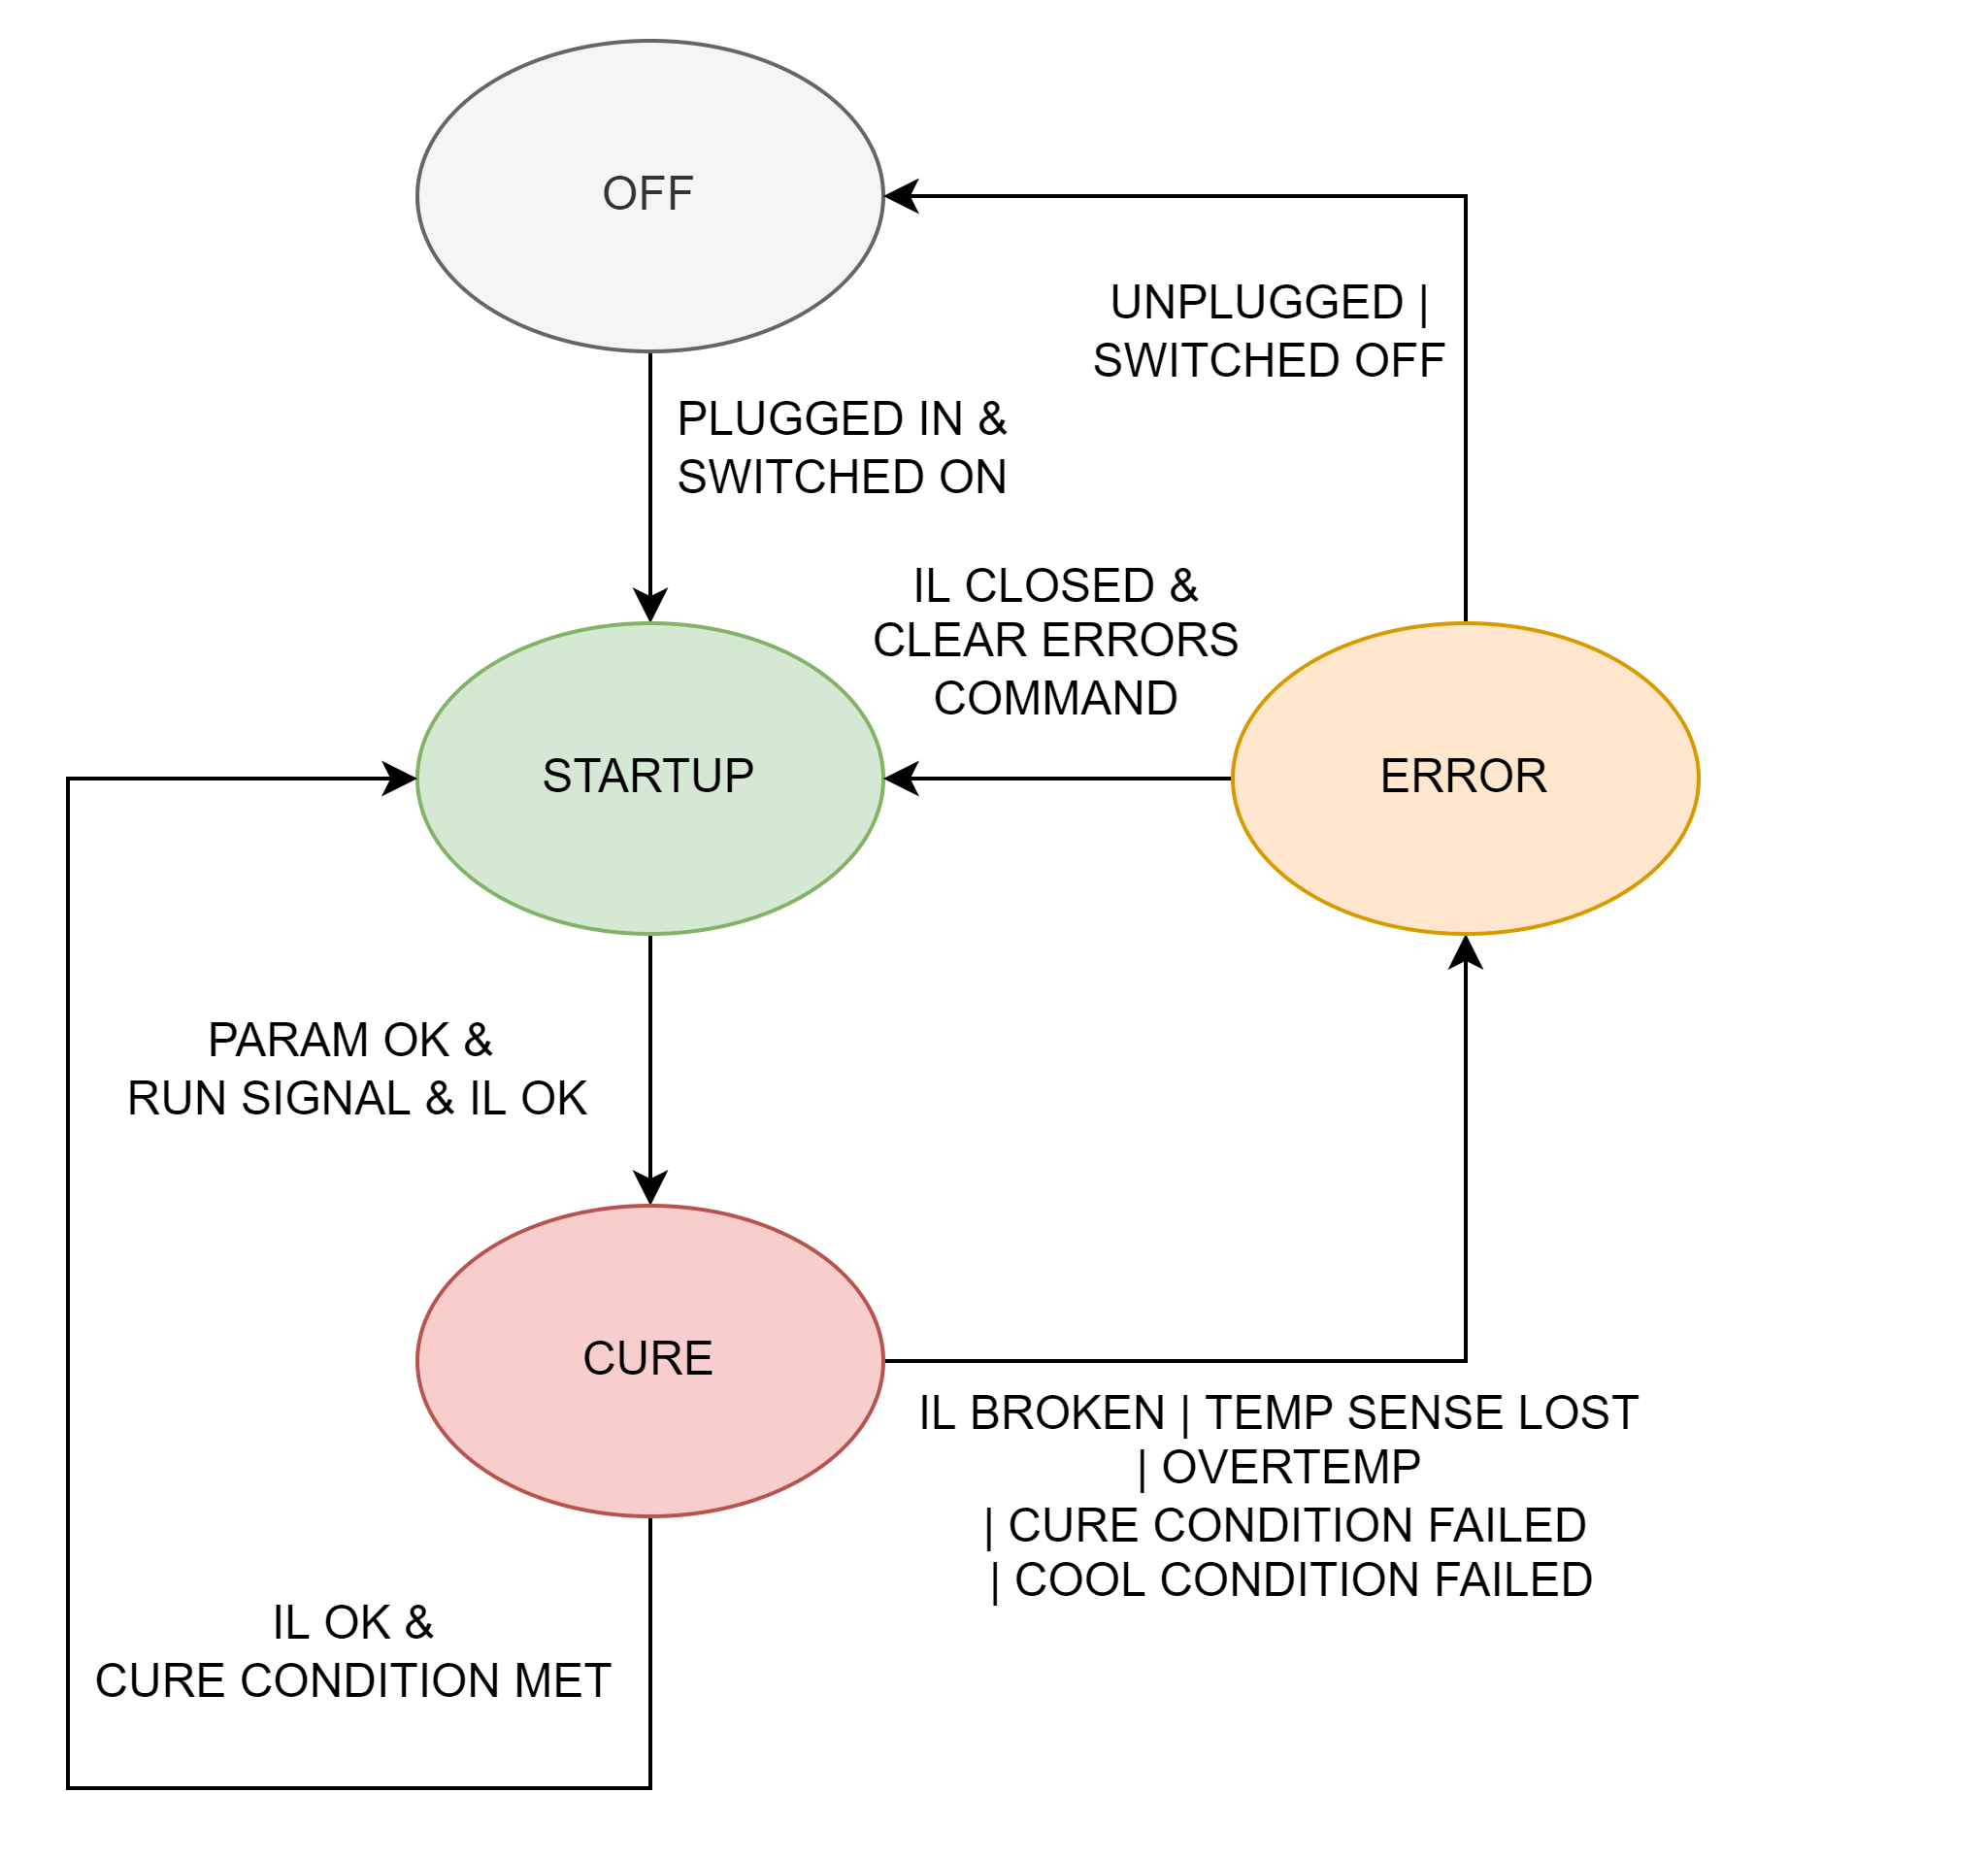 OFF
UNPLUGGED |
SWITCHED OFF
PLUGGED IN &
SWITCHED ON
IL CLOSED &
CLEAR ERRORS
COMMAND
STARTUP
ERROR
PARAM OK &
RUN SIGNAL & IL OK
CURE
IL BROKEN | TEMP SENSE LOST
| OVERTEMP
| CURE CONDITION FAILED
| COOL CONDITION FAILED
IL OK &
CURE CONDITION MET